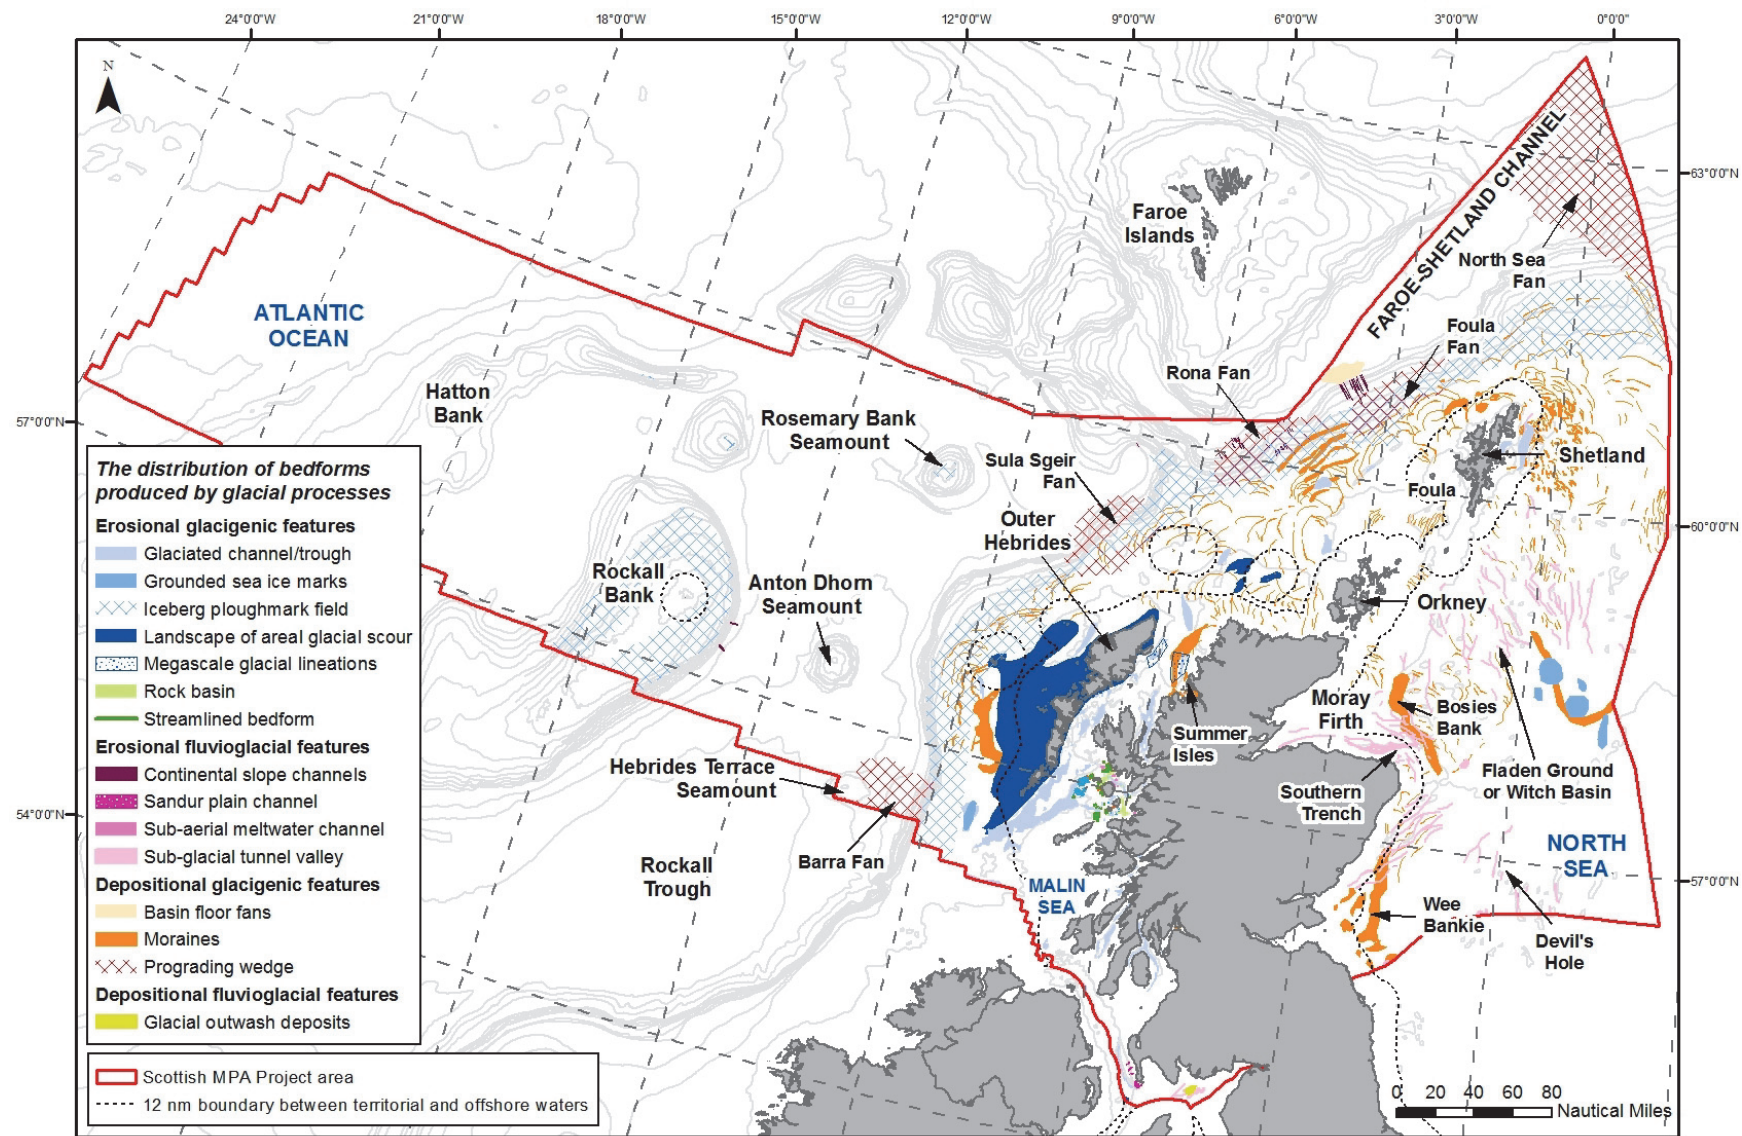 24°0'0"W
21°0'0"W
18°0'0"W
15°0'0"W
12°0'0"W
9°0'0"W
6°0'0"W
3°0'0"W
0°0'0"
N
63°0'0"N
60°0'0"N
57°0'0"N
57°0'0"N
54°0'0"N
FAROE-SHETLAND CHANNEL
Faroe
Islands
North Sea
Fan
ATLANTIC
OCEAN
Foula
Fan
Rona Fan
Hatton
Bank
Rosemary Bank
Seamount
Sula Sgeir
Fan
Shetland
Foula
Outer
Hebrides
Rockall
Bank
Anton Dhorn
Seamount
Orkney
Moray
Firth
Bosies
Bank
Summer
Isles
Hebrides Terrace
Seamount
Southern
Trench
Fladen Ground
or Witch Basin
Barra Fan
Rockall
Trough
NORTH
SEA
MALIN
SEA
Wee
Bankie
Devil's
Hole
The distribution of bedforms
produced by glacial processes
Erosional glacigenic features
Glaciated channel/trough
Grounded sea ice marks
Iceberg ploughmark field
Landscape of areal glacial scour
Megascale glacial lineations
Rock basin
Streamlined bedform
Erosional fluvioglacial features
Continental slope channels
Sandur plain channel
Sub-aerial meltwater channel
Sub-glacial tunnel valley
Depositional glacigenic features
Basin floor fans
Moraines
Prograding wedge
Depositional fluvioglacial features
Glacial outwash deposits
Scottish MPA Project area
12 nm boundary between territorial and offshore waters
0 20 40 60 80
Nautical Miles